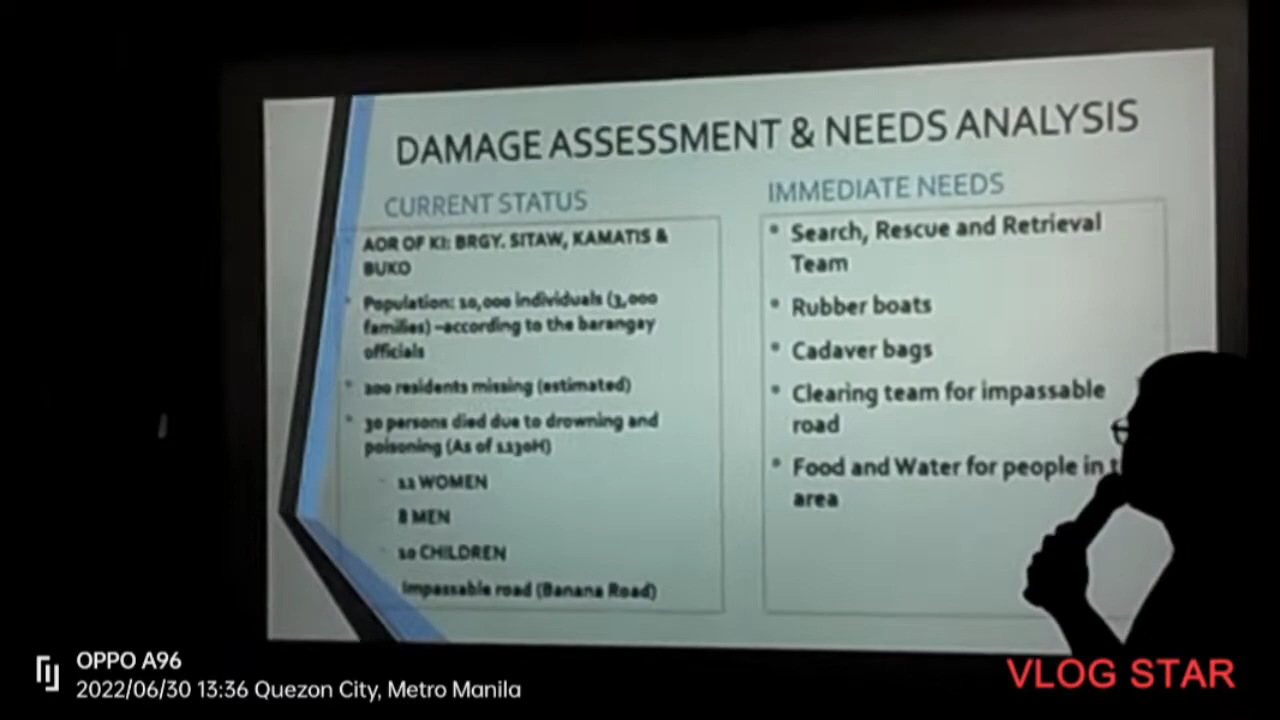 DAMAGE ASSESSMENT & NEEDS ANALYSIS
CURRENT STATUS
AOR OF KI: BRGY. SITAW, KAMATIS &
BUKO
Population: 10,000 individuals (3,000
families) –according to the barangay
officials
200 residents missing (estimated)
30 persons died due to drowning and
poisoning (As of 1130H)
12 WOMEN
8 MEN
10 CHILDREN
Impassable road (Banana Road)
IMMEDIATE NEEDS
Search, Rescue and Retrieval
Team
Rubber boats
Cadaver bags
Clearing team for impassable
road
Food and Water for people in
area
OPPO A96
2022/06/30 13:36 Quezon City, Metro Manila
VLOG STAR